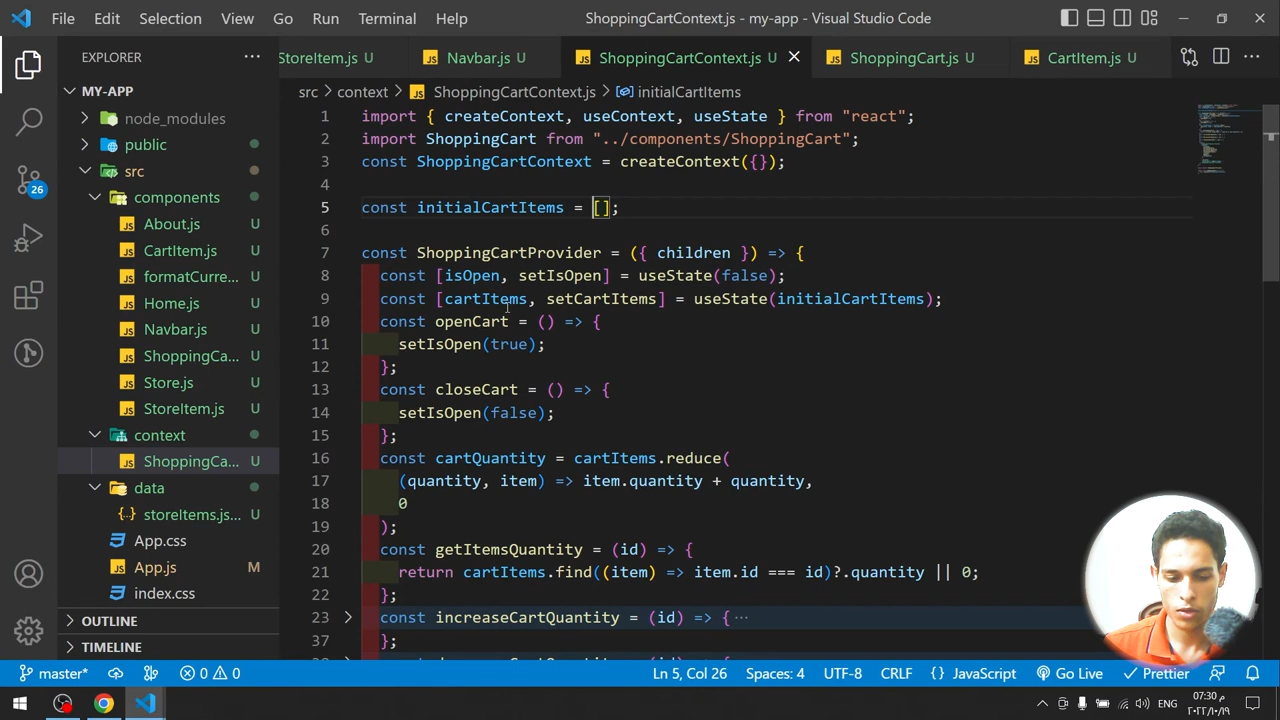 File Edit Selection View Go Run Terminal Help ShoppingCartContext.js - my-app - Visual Studio Code
EXPLORER
StoreItem.js U Navbar.js U ShoppingCartContext.js U ShoppingCart.js U CartItem.js U
src > context > ShoppingCartContext.js > initialCartItems
MY-APP
node_modules
public
src
components
About.js U
CartItem.js U
formatCurre... U
Home.js U
Navbar.js U
ShoppingCa... U
Store.js U
StoreItem.js U
context
ShoppingCa... U
data
storeItems.js... U
App.css
App.js M
index.css
OUTLINE
TIMELINE
26
1 import { createContext, useContext, useState } from "react";
2 import ShoppingCart from "../components/ShoppingCart";
3 const ShoppingCartContext = createContext({});
4
5 const initialCartItems = [];
6
7 const ShoppingCartProvider = ({ children }) => {
8 const [isOpen, setIsOpen] = useState(false);
9 const [cartItems, setCartItems] = useState(initialCartItems);
10 const openCart = () => {
11 setIsOpen(true);
12 };
13 const closeCart = () => {
14 setIsOpen(false);
15 };
16 const cartQuantity = cartItems.reduce(
17 (quantity, item) => item.quantity + quantity,
18 0
19 );
20 const getItemsQuantity = (id) => {
21 return cartItems.find((item) => item.id === id)?.quantity || 0;
22 };
23 const increaseCartQuantity = (id) => { ...
37 };
master* 0 0 Ln 5, Col 26 Spaces: 4 UTF-8 CRLF JavaScript Go Live Prettier
ENG 07:30